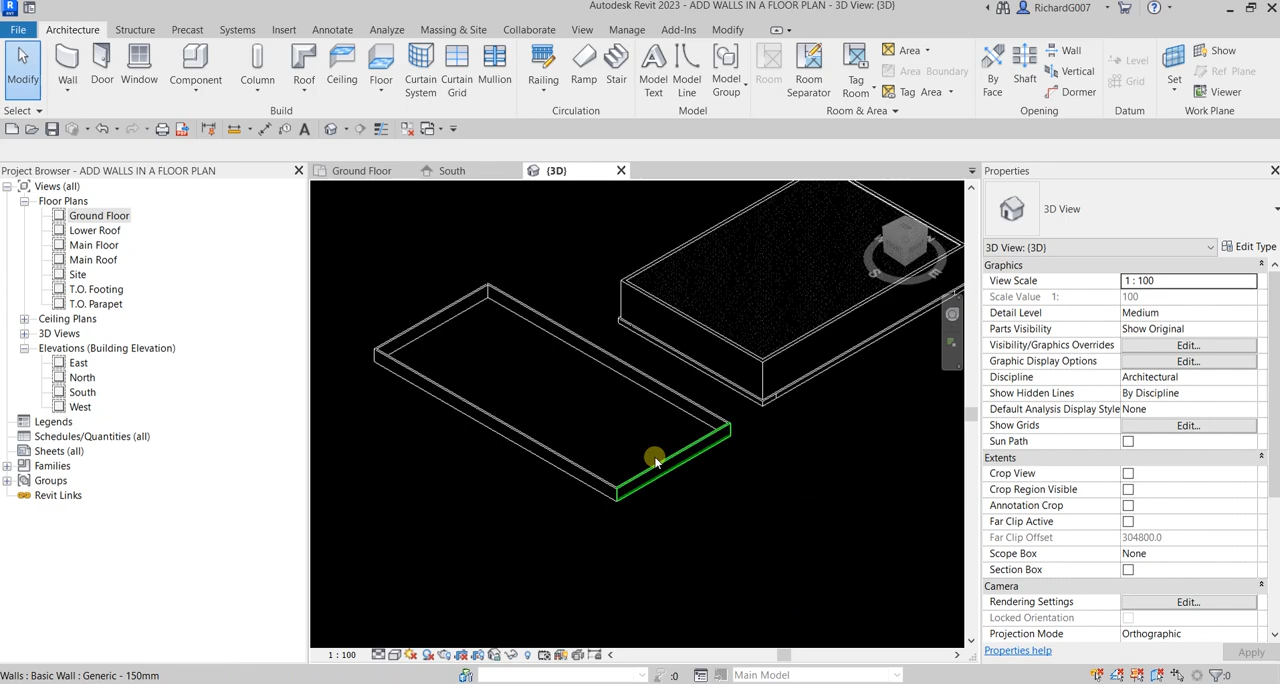 Autodesk Revit 2023 - ADD WALLS IN A FLOOR PLAN - 3D View: {3D}
RichardG007
File Architecture Structure Precast Systems Insert Annotate Analyze Massing & Site Collaborate View Manage Add-Ins Modify
Modify Wall Door Window Component Column Roof Ceiling Floor Curtain System Curtain Grid Mullion Railing Ramp Stair Model Text Model Line Model Group Room Room Separator Tag Room Area Area Boundary Tag Area By Face Shaft Wall Vertical Dormer Level Grid Set Show Ref Plane Viewer
Select Build Circulation Model Room & Area Opening Datum Work Plane
Project Browser - ADD WALLS IN A FLOOR PLAN
Views (all)
Floor Plans
Ground Floor
Lower Roof
Main Floor
Main Roof
Site
T.O. Footing
T.O. Parapet
Ceiling Plans
3D Views
Elevations (Building Elevation)
East
North
South
West
Legends
Schedules/Quantities (all)
Sheets (all)
Families
Groups
Revit Links
Ground Floor South {3D}
S
E
1 : 100
Properties
3D View
3D View: {3D} Edit Type
Graphics
View Scale 1 : 100
Scale Value 1: 100
Detail Level Medium
Parts Visibility Show Original
Visibility/Graphics Overrides Edit...
Graphic Display Options Edit...
Discipline Architectural
Show Hidden Lines By Discipline
Default Analysis Display Style None
Show Grids Edit...
Sun Path
Extents
Crop View
Crop Region Visible
Annotation Crop
Far Clip Active
Far Clip Offset 304800.0
Scope Box None
Section Box
Camera
Rendering Settings Edit...
Locked Orientation
Projection Mode Orthographic
Properties help Apply
Walls : Basic Wall : Generic - 150mm :0 Main Model :0